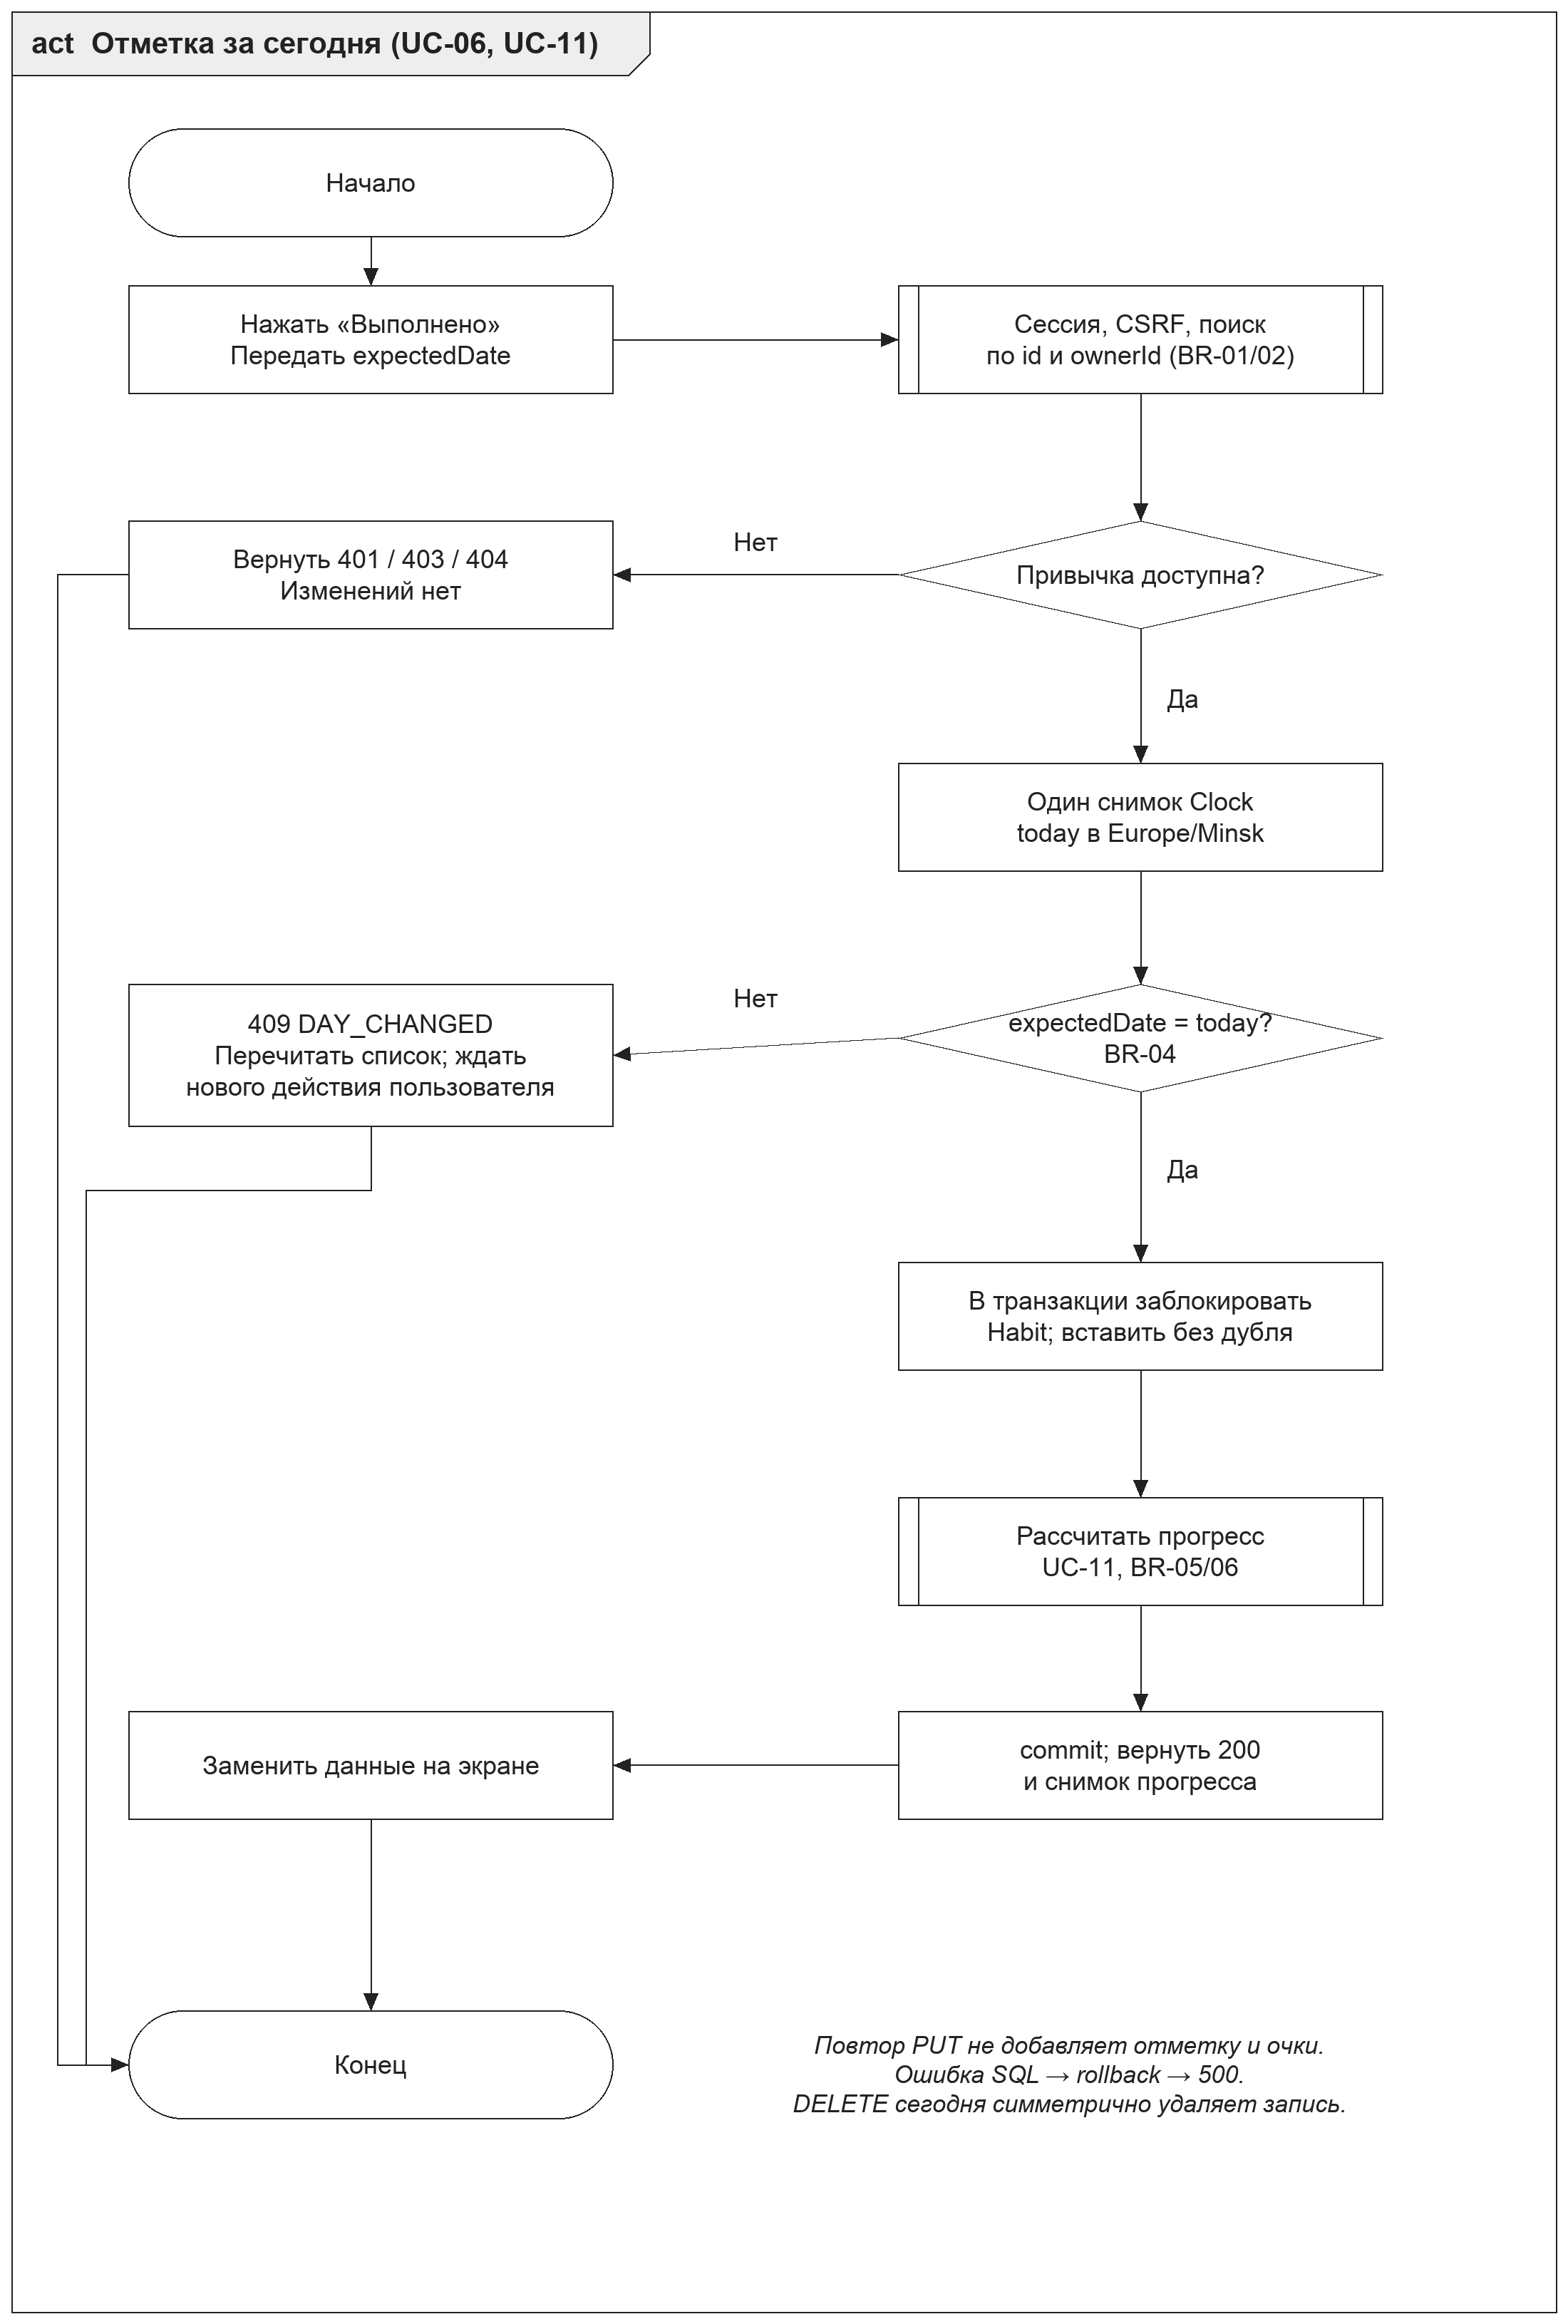 act Отметка за сегодня (UC-06, UC-11)
Начало
Нажать «Выполнено»
Передать expectedDate
Сессия, CSRF, поиск
по id и ownerId (BR-01/02)
Вернуть 401 / 403 / 404
Изменений нет
Нет
Привычка доступна?
Да
Один снимок Clock
today в Europe/Minsk
409 DAY_CHANGED
Перечитать список; ждать
нового действия пользователя
Нет
expectedDate = today?
BR-04
Да
В транзакции заблокировать
Habit; вставить без дубля
Рассчитать прогресс
UC-11, BR-05/06
Заменить данные на экране
commit; вернуть 200
и снимок прогресса
Конец
Повтор PUT не добавляет отметку и очки.
Ошибка SQL → rollback → 500.
DELETE сегодня симметрично удаляет запись.